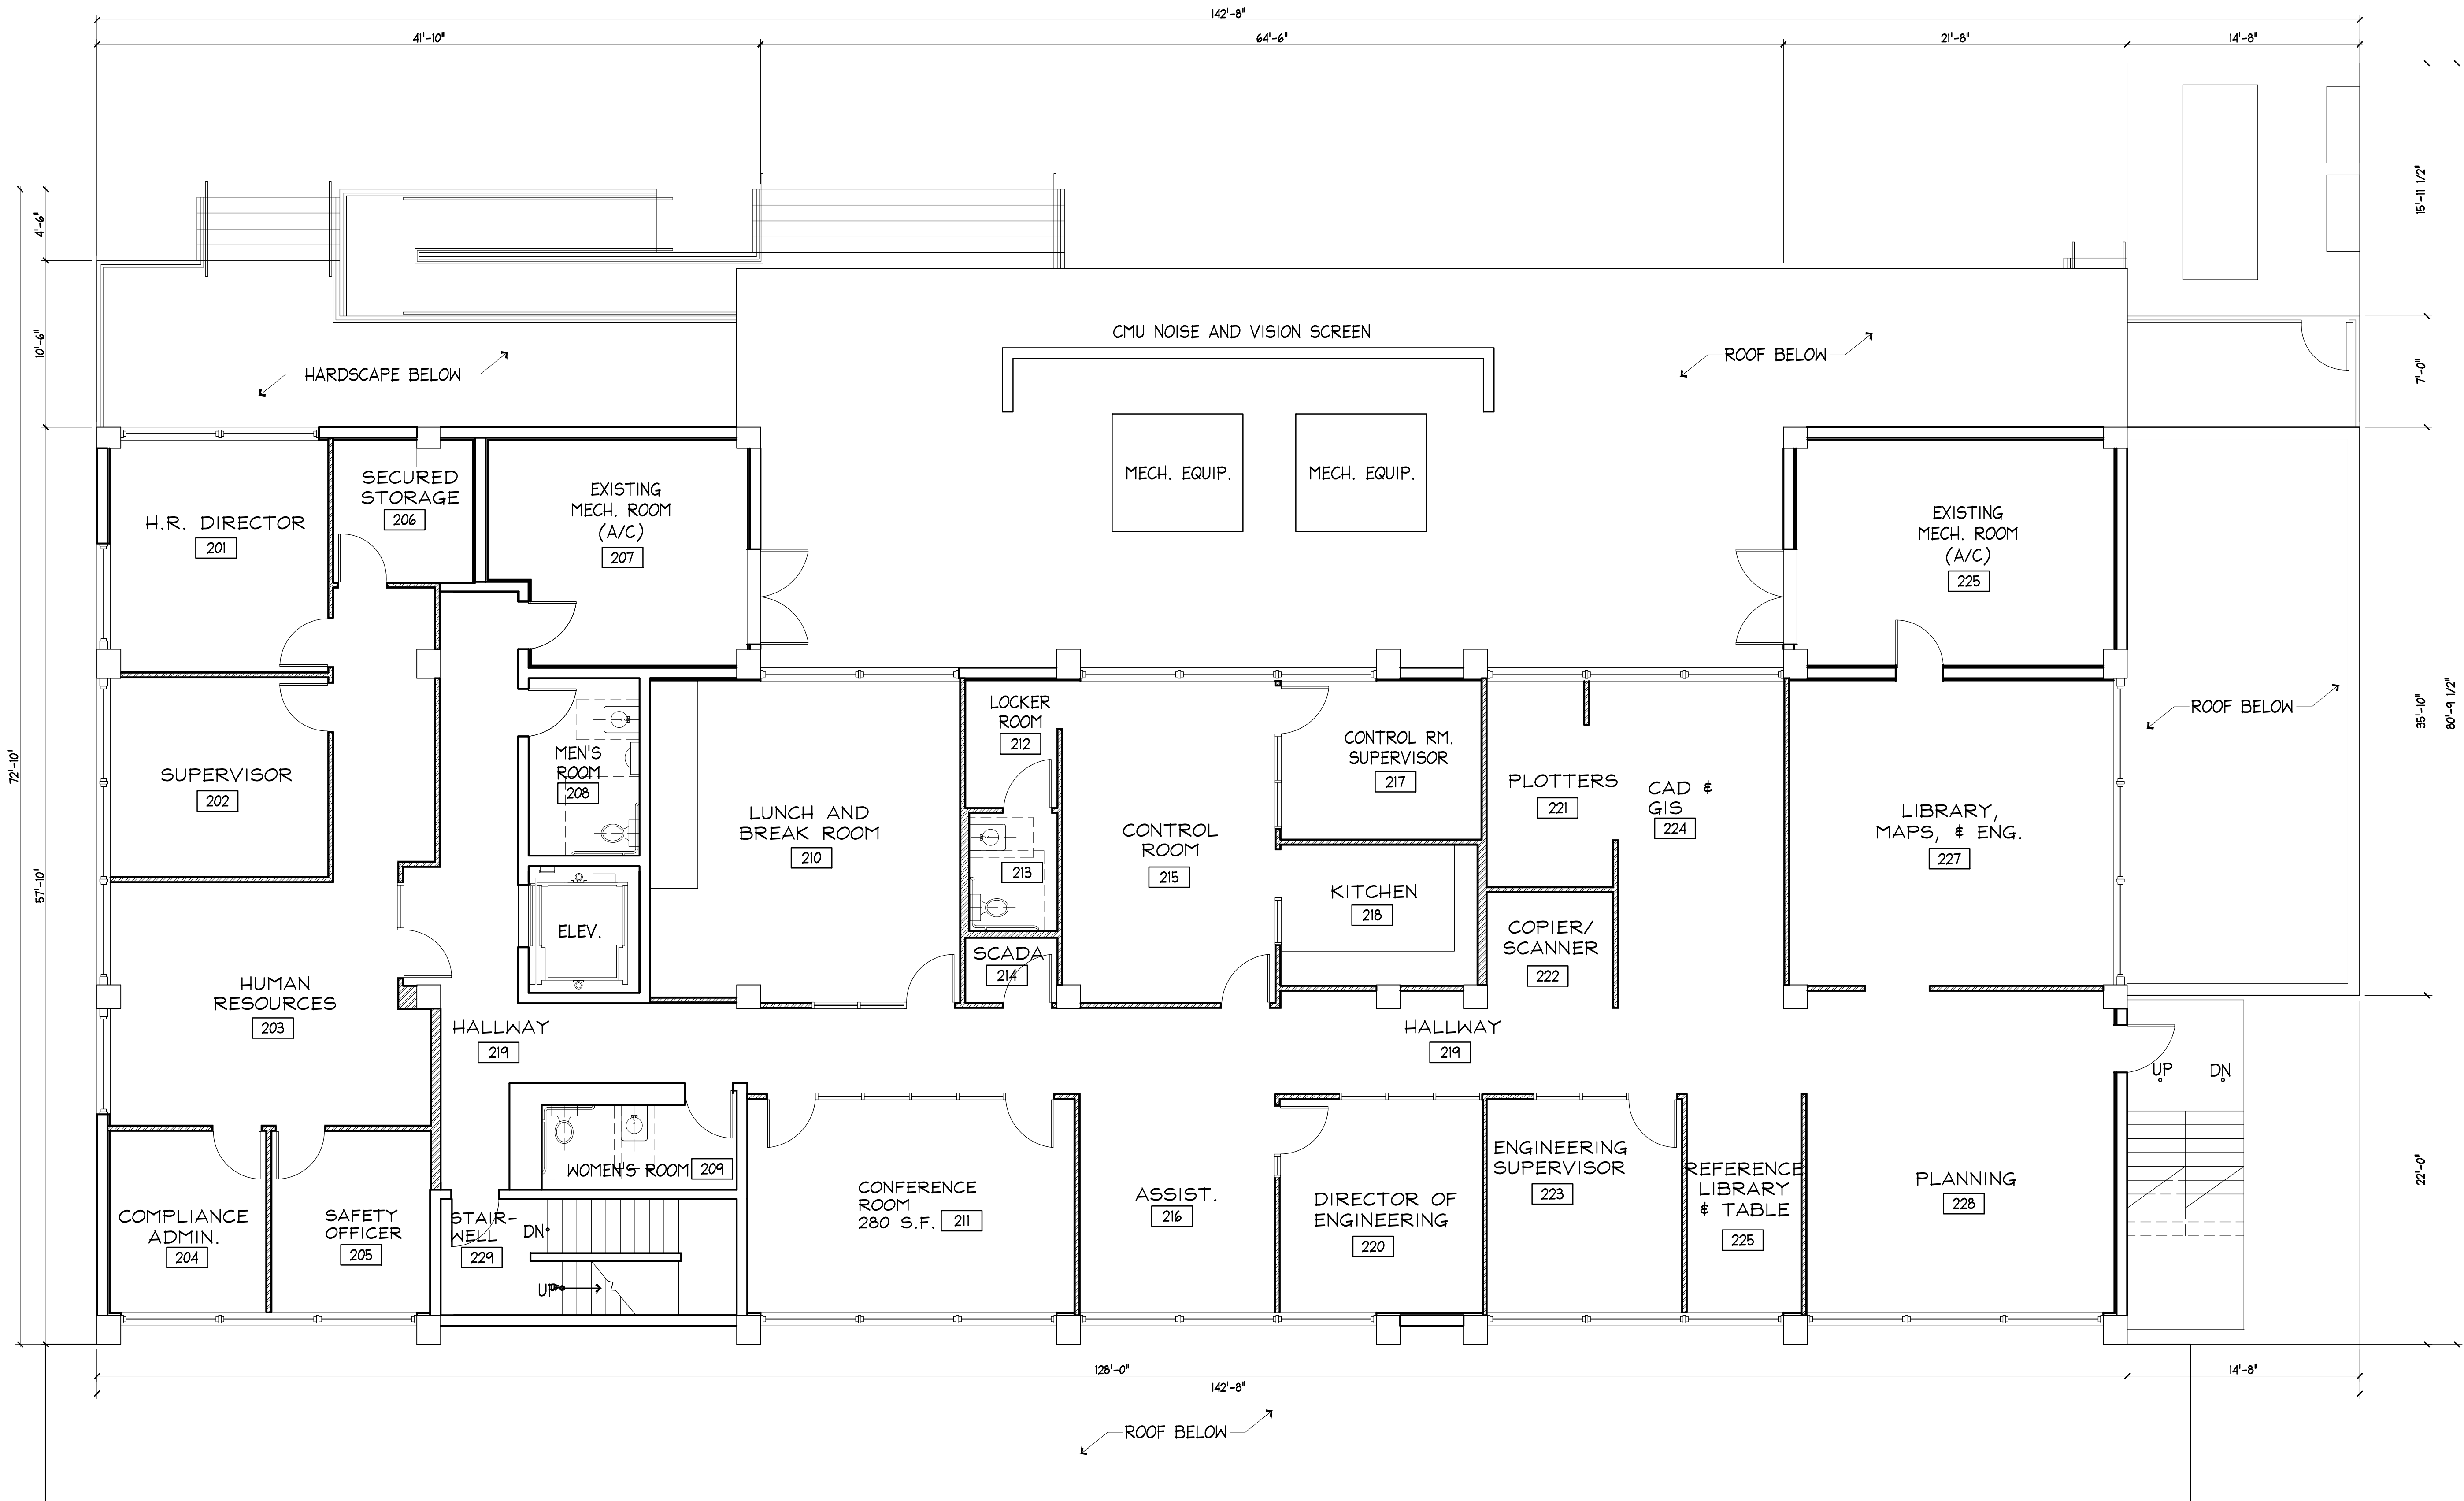 142'-8"
41'-10"
64'-6"
21'-8"
14'-8"
4'-6"
10'-6"
72'-10"
57'-10"
15'-11 1/2"
7'-0"
35'-10"
80'-9 1/2"
22'-0"
CMU NOISE AND VISION SCREEN
HARDSCAPE BELOW
ROOF BELOW
MECH. EQUIP.
MECH. EQUIP.
H.R. DIRECTOR
201
SECURED
STORAGE
206
EXISTING
MECH. ROOM
(A/C)
207
EXISTING
MECH. ROOM
(A/C)
225
ROOF BELOW
SUPERVISOR
202
MEN'S
ROOM
208
LUNCH AND
BREAK ROOM
210
LOCKER
ROOM
212
213
CONTROL
ROOM
215
CONTROL RM.
SUPERVISOR
217
PLOTTERS
221
CAD &
GIS
224
LIBRARY,
MAPS, & ENG.
227
ELEV.
SCADA
214
KITCHEN
218
COPIER/
SCANNER
222
HUMAN
RESOURCES
203
HALLWAY
219
HALLWAY
219
UP
DN
WOMEN'S ROOM
209
COMPLIANCE
ADMIN.
204
SAFETY
OFFICER
205
STAIR-
WELL
229
DN
UP
UP
CONFERENCE
ROOM
280 S.F.
211
ASSIST.
216
DIRECTOR OF
ENGINEERING
220
ENGINEERING
SUPERVISOR
223
REFERENCE
LIBRARY
& TABLE
225
PLANNING
228
128'-0"
14'-8"
142'-8"
ROOF BELOW